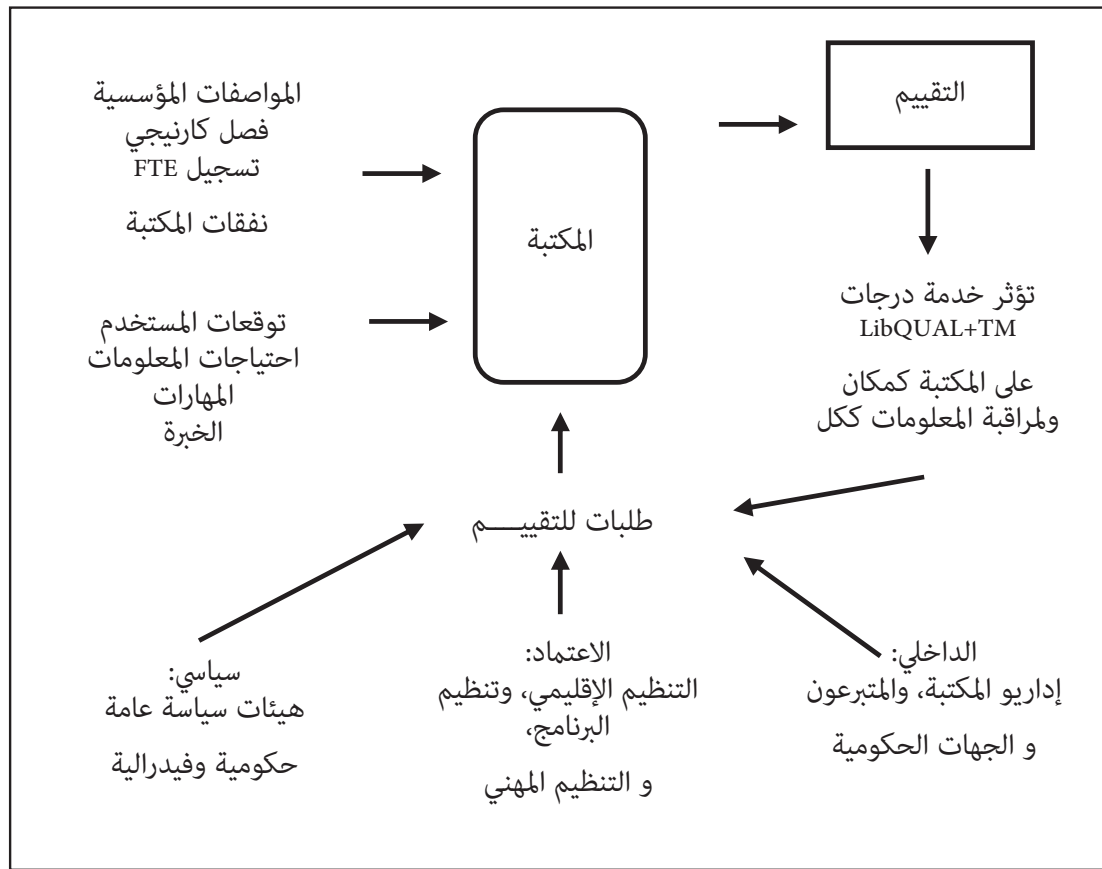 المواصفات المؤسسية
فصل كارنيجي
تسجيل FTE
نفقات المكتبة
توقعات المستخدم
احتياجات المعلومات
المهارات
الخبرة
المكتبة
التقييم
تؤثر خدمة درجات
LibQUAL+TM
على المكتبة كمكان
ولمراقبة المعلومات ككل
طلبات للتقييــــم
الداخلي:
إداريو المكتبة، والمتبرعون
و الجهات الحكومية
الاعتماد:
التنظيم الإقليمي، وتنظيم
البرنامج،
و التنظيم المهني
سياسي:
هيئات سياسة عامة
حكومية وفيدرالية